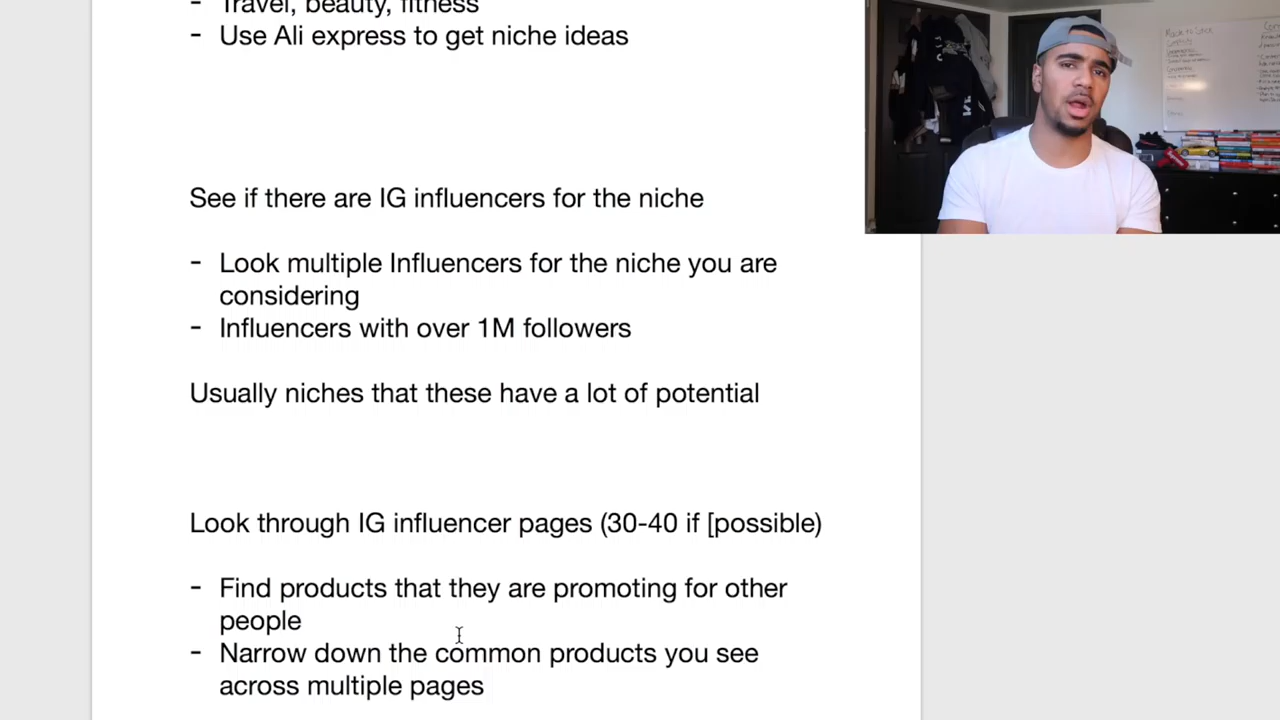 - Travel, beauty, fitness
- Use Ali express to get niche ideas
See if there are IG influencers for the niche
- Look multiple Influencers for the niche you are
considering
- Influencers with over 1M followers
Usually niches that these have a lot of potential
Look through IG influencer pages (30-40 if [possible)
- Find products that they are promoting for other
people
- Narrow down the common products you see
across multiple pages